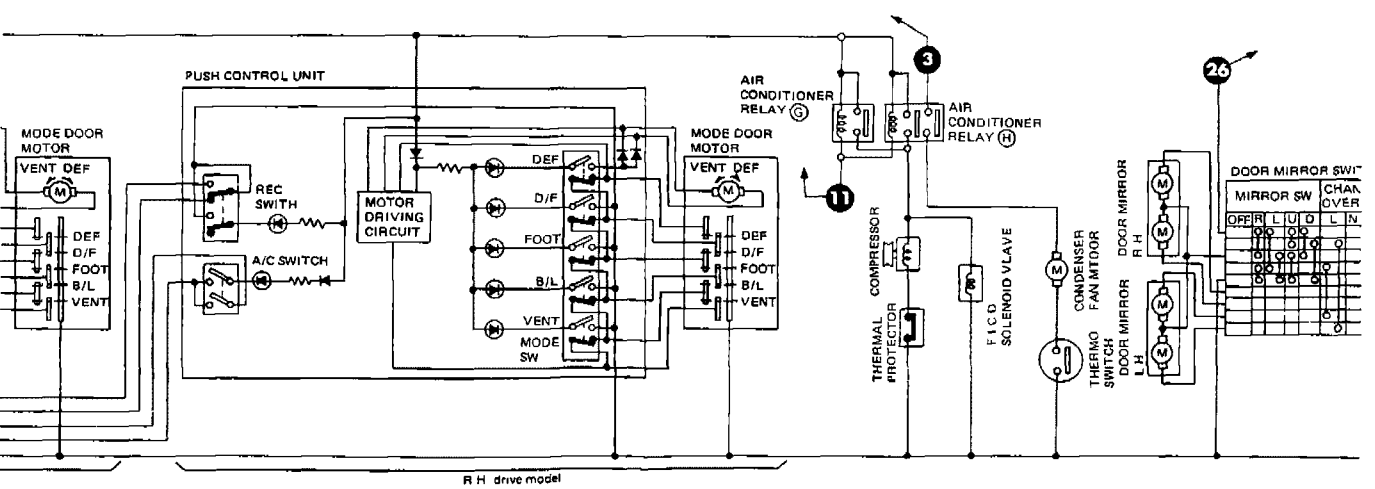 3
26
PUSH CONTROL UNIT
AIR
CONDITIONER
RELAY G
AIR
CONDITIONER
RELAY H
MODE DOOR
MOTOR
VENT DEF
M
DEF
D/F
FOOT
B/L
VENT
REC
SWITH
A/C SWITCH
MOTOR
DRIVING
CIRCUIT
DEF
D/F
FOOT
B/L
VENT
MODE
SW
MODE DOOR
MOTOR
VENT DEF
M
DEF
D/F
FOOT
B/L
VENT
11
COMPRESSOR
THERMAL
PROTECTOR
F I C D
SOLENOID VLAVE
M
CONDENSER
FAN MTOOR
THERMO
SWITCH
DOOR MIRROR
R H
M
M
DOOR MIRROR
L H
M
M
DOOR MIRROR SWIT
MIRROR SW
CHAN
OVER
OFF R L U D L N
R H drive model